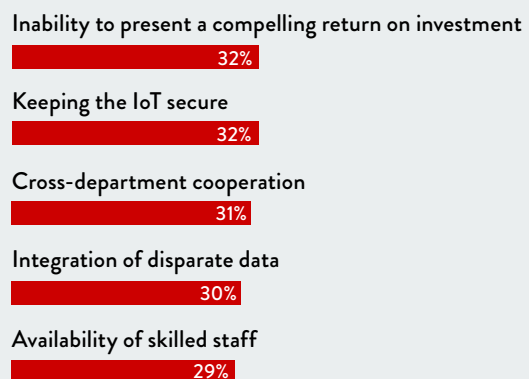 Inability to present a compelling return on investment
32%
Keeping the IoT secure
32%
Cross-department cooperation
31%
Integration of disparate data
30%
Availability of skilled staff
29%